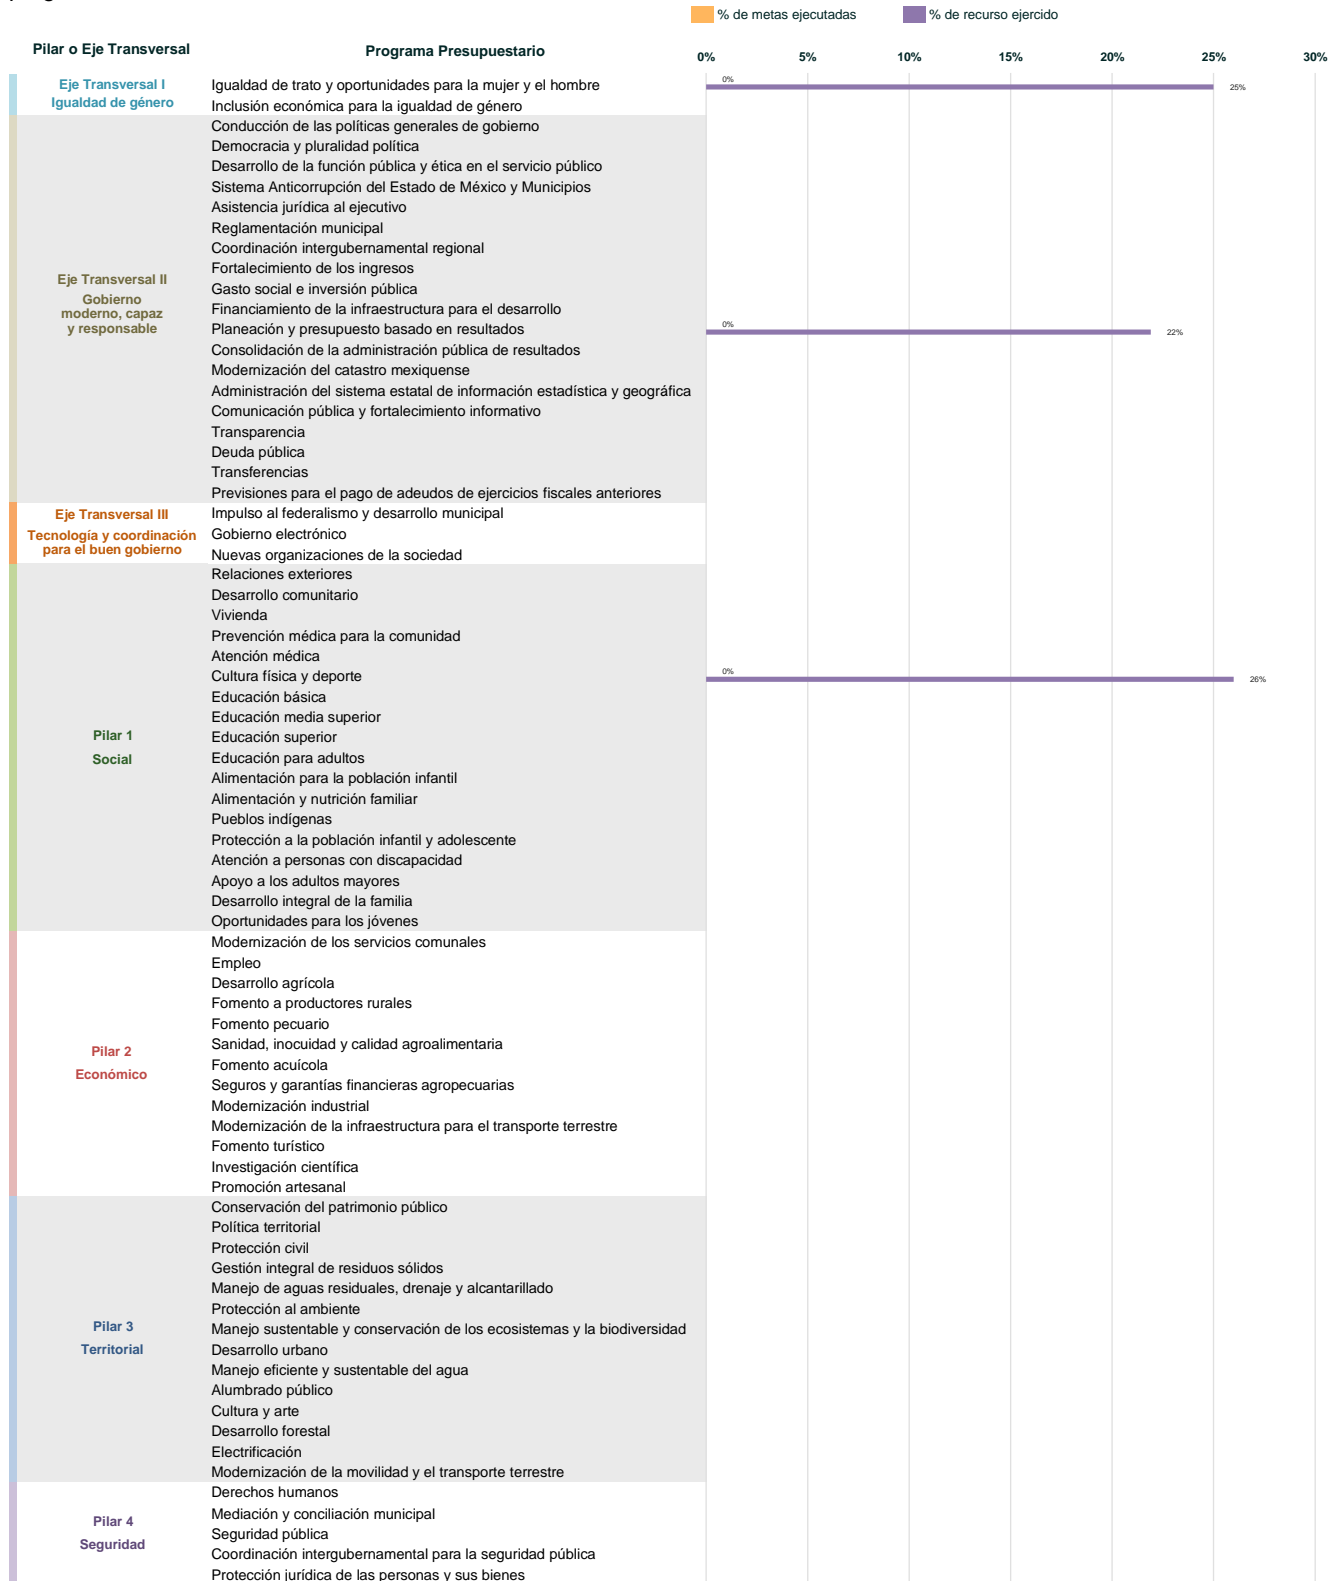 % de metas ejecutadas % de recurso ejercido
Pilar o Eje Transversal Programa Presupuestario 0% 5% 10% 15% 20% 25% 30%
Eje Transversal I
Igualdad de género
Igualdad de trato y oportunidades para la mujer y el hombre 0% 25%
Inclusión económica para la igualdad de género
Eje Transversal II
Gobierno
moderno, capaz
y responsable
Conducción de las políticas generales de gobierno
Democracia y pluralidad política
Desarrollo de la función pública y ética en el servicio público
Sistema Anticorrupción del Estado de México y Municipios
Asistencia jurídica al ejecutivo
Reglamentación municipal
Coordinación intergubernamental regional
Fortalecimiento de los ingresos
Gasto social e inversión pública
Financiamiento de la infraestructura para el desarrollo
Planeación y presupuesto basado en resultados 0% 22%
Consolidación de la administración pública de resultados
Modernización del catastro mexiquense
Administración del sistema estatal de información estadística y geográfica
Comunicación pública y fortalecimiento informativo
Transparencia
Deuda pública
Transferencias
Previsiones para el pago de adeudos de ejercicios fiscales anteriores
Eje Transversal III
Tecnología y coordinación
para el buen gobierno
Impulso al federalismo y desarrollo municipal
Gobierno electrónico
Nuevas organizaciones de la sociedad
Pilar 1
Social
Relaciones exteriores
Desarrollo comunitario
Vivienda
Prevención médica para la comunidad
Atención médica
Cultura física y deporte 0% 26%
Educación básica
Educación media superior
Educación superior
Educación para adultos
Alimentación para la población infantil
Alimentación y nutrición familiar
Pueblos indígenas
Protección a la población infantil y adolescente
Atención a personas con discapacidad
Apoyo a los adultos mayores
Desarrollo integral de la familia
Oportunidades para los jóvenes
Pilar 2
Económico
Modernización de los servicios comunales
Empleo
Desarrollo agrícola
Fomento a productores rurales
Fomento pecuario
Sanidad, inocuidad y calidad agroalimentaria
Fomento acuícola
Seguros y garantías financieras agropecuarias
Modernización industrial
Modernización de la infraestructura para el transporte terrestre
Fomento turístico
Investigación científica
Promoción artesanal
Pilar 3
Territorial
Conservación del patrimonio público
Política territorial
Protección civil
Gestión integral de residuos sólidos
Manejo de aguas residuales, drenaje y alcantarillado
Protección al ambiente
Manejo sustentable y conservación de los ecosistemas y la biodiversidad
Desarrollo urbano
Manejo eficiente y sustentable del agua
Alumbrado público
Cultura y arte
Desarrollo forestal
Electrificación
Modernización de la movilidad y el transporte terrestre
Pilar 4
Seguridad
Derechos humanos
Mediación y conciliación municipal
Seguridad pública
Coordinación intergubernamental para la seguridad pública
Protección jurídica de las personas y sus bienes